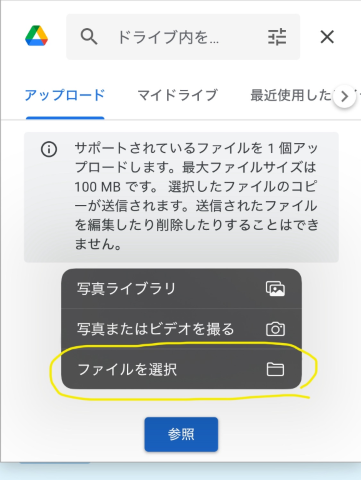 ドライブ内を...
アップロード マイドライブ 最近使用した
サポートされているファイルを 1 個アッ
プロードします。最大ファイルサイズは
100 MB です。 選択したファイルのコピ
ーが送信されます。送信されたファイル
を編集したり削除したりすることはでき
ません。
写真ライブラリ
写真またはビデオを撮る
ファイルを選択
参照